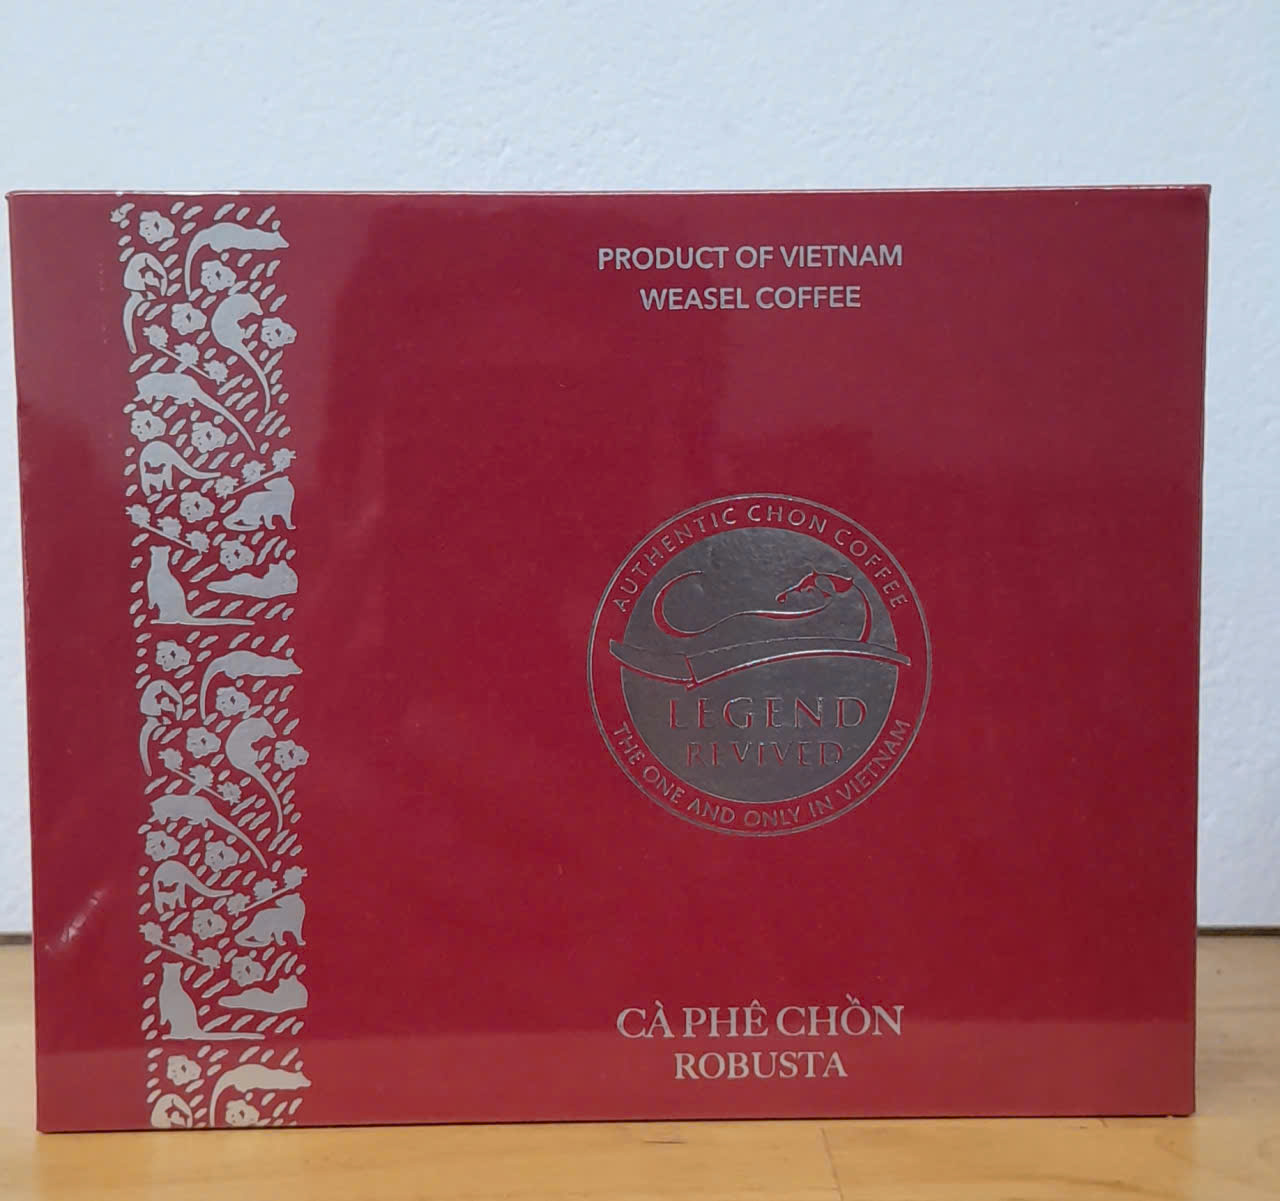 PRODUCT OF VIETNAM
WEASEL COFFEE
AUTHENTIC CHON COFFEE
LEGEND
REVIVED
THE ONE AND ONLY IN VIETNAM
CÀ PHÊ CHỒN
ROBUSTA